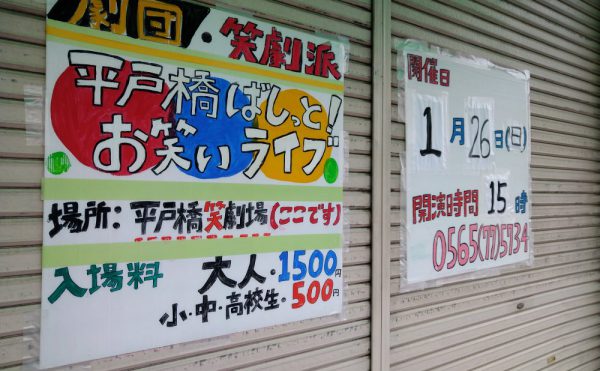 劇団・笑劇派
平戸橋ばしっと!
お笑いライブ
場所：平戸橋笑劇場(ここです)
入場料 大人・1500円
小・中・高校生・500円
開催日
1月26日(日)
開演時間 15時
0565(77)5734